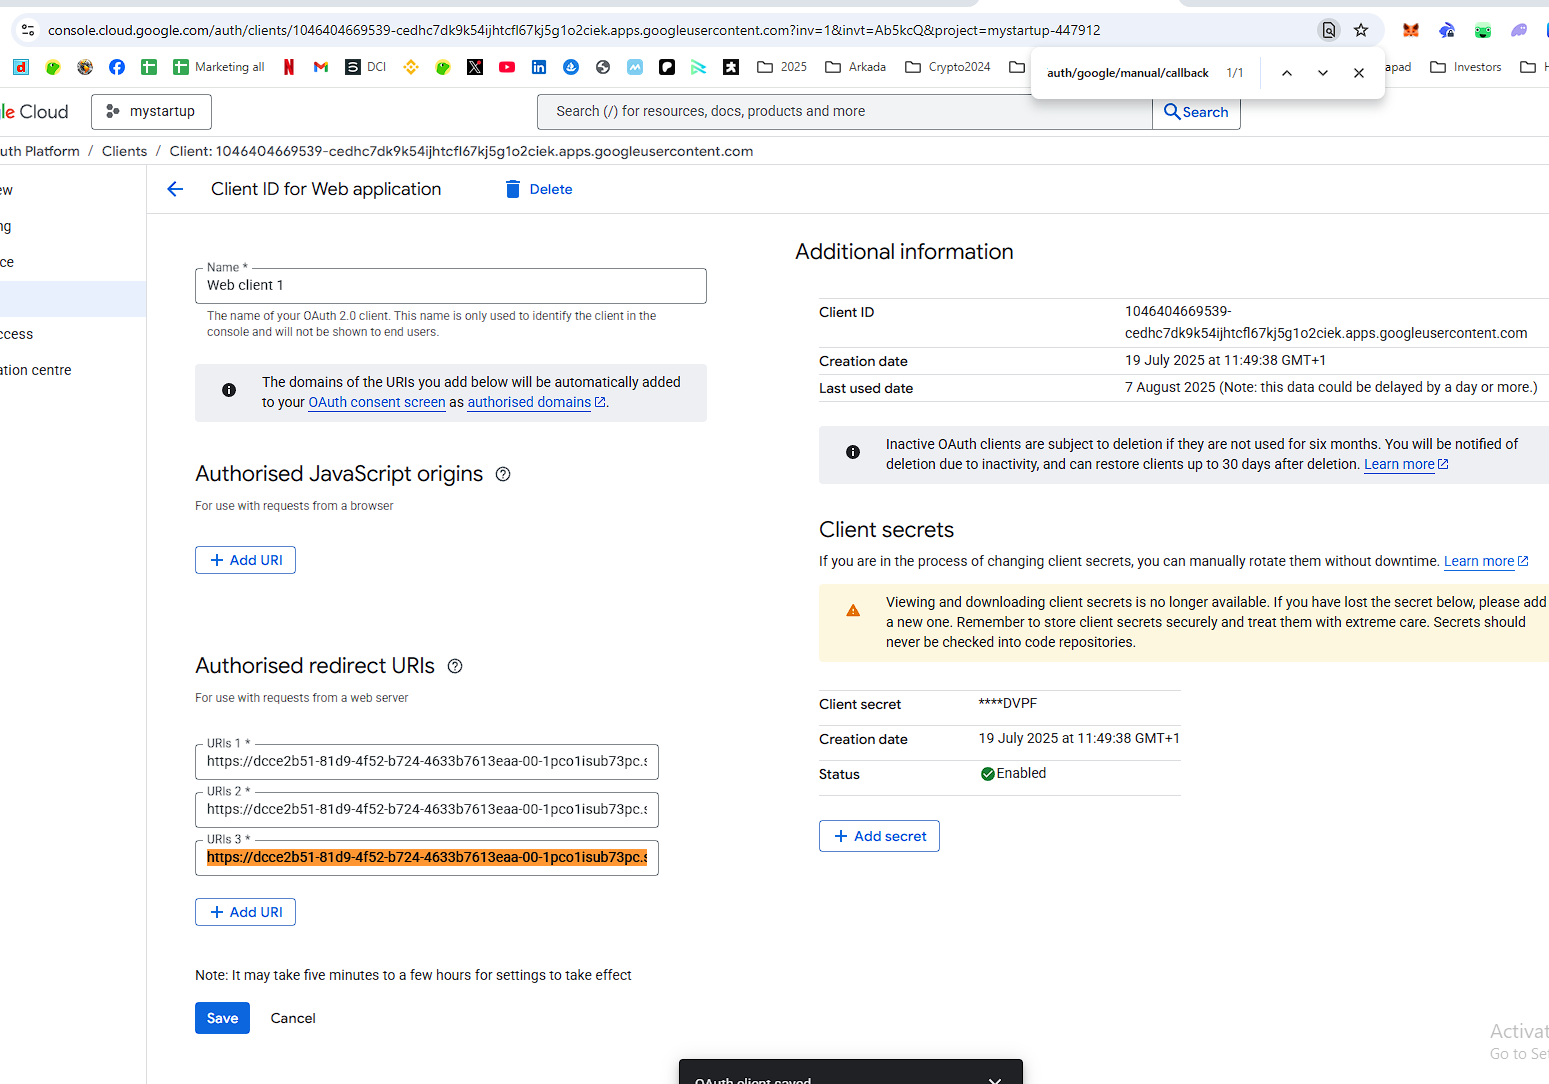 console.cloud.google.com/auth/clients/1046404669539-cedhc7dk9k54ijhtcfl67kj5g1o2ciek.apps.googleusercontent.com?inv=1&invt=Ab5kcQ&project=mystartup-447912
Marketing all
DCI
2025
Arkada
Crypto2024
auth/google/manual/callback 1/1
apad
Investors
le Cloud
mystartup
Search (/) for resources, docs, products and more
Search
uth Platform / Clients / Client: 1046404669539-cedhc7dk9k54ijhtcfl67kj5g1o2ciek.apps.googleusercontent.com
ew
ng
ce
ccess
ation centre
Client ID for Web application
Delete
Name *
Web client 1
The name of your OAuth 2.0 client. This name is only used to identify the client in the
console and will not be shown to end users.
The domains of the URIs you add below will be automatically added
to your OAuth consent screen as authorised domains.
Authorised JavaScript origins
For use with requests from a browser
+ Add URI
Authorised redirect URIs
For use with requests from a web server
URIs 1 *
https://dcce2b51-81d9-4f52-b724-4633b7613eaa-00-1pco1isub73pc.s
URIs 2 *
https://dcce2b51-81d9-4f52-b724-4633b7613eaa-00-1pco1isub73pc.s
URIs 3 *
https://dcce2b51-81d9-4f52-b724-4633b7613eaa-00-1pco1isub73pc.s
+ Add URI
Note: It may take five minutes to a few hours for settings to take effect
Save
Cancel
Additional information
Client ID
1046404669539-
cedhc7dk9k54ijhtcfl67kj5g1o2ciek.apps.googleusercontent.com
Creation date
19 July 2025 at 11:49:38 GMT+1
Last used date
7 August 2025 (Note: this data could be delayed by a day or more.)
Inactive OAuth clients are subject to deletion if they are not used for six months. You will be notified of
deletion due to inactivity, and can restore clients up to 30 days after deletion. Learn more
Client secrets
If you are in the process of changing client secrets, you can manually rotate them without downtime. Learn more
Viewing and downloading client secrets is no longer available. If you have lost the secret below, please add
a new one. Remember to store client secrets securely and treat them with extreme care. Secrets should
never be checked into code repositories.
Client secret
****DVPF
Creation date
19 July 2025 at 11:49:38 GMT+1
Status
Enabled
+ Add secret
Activat
Go to Se
OAuth client saved